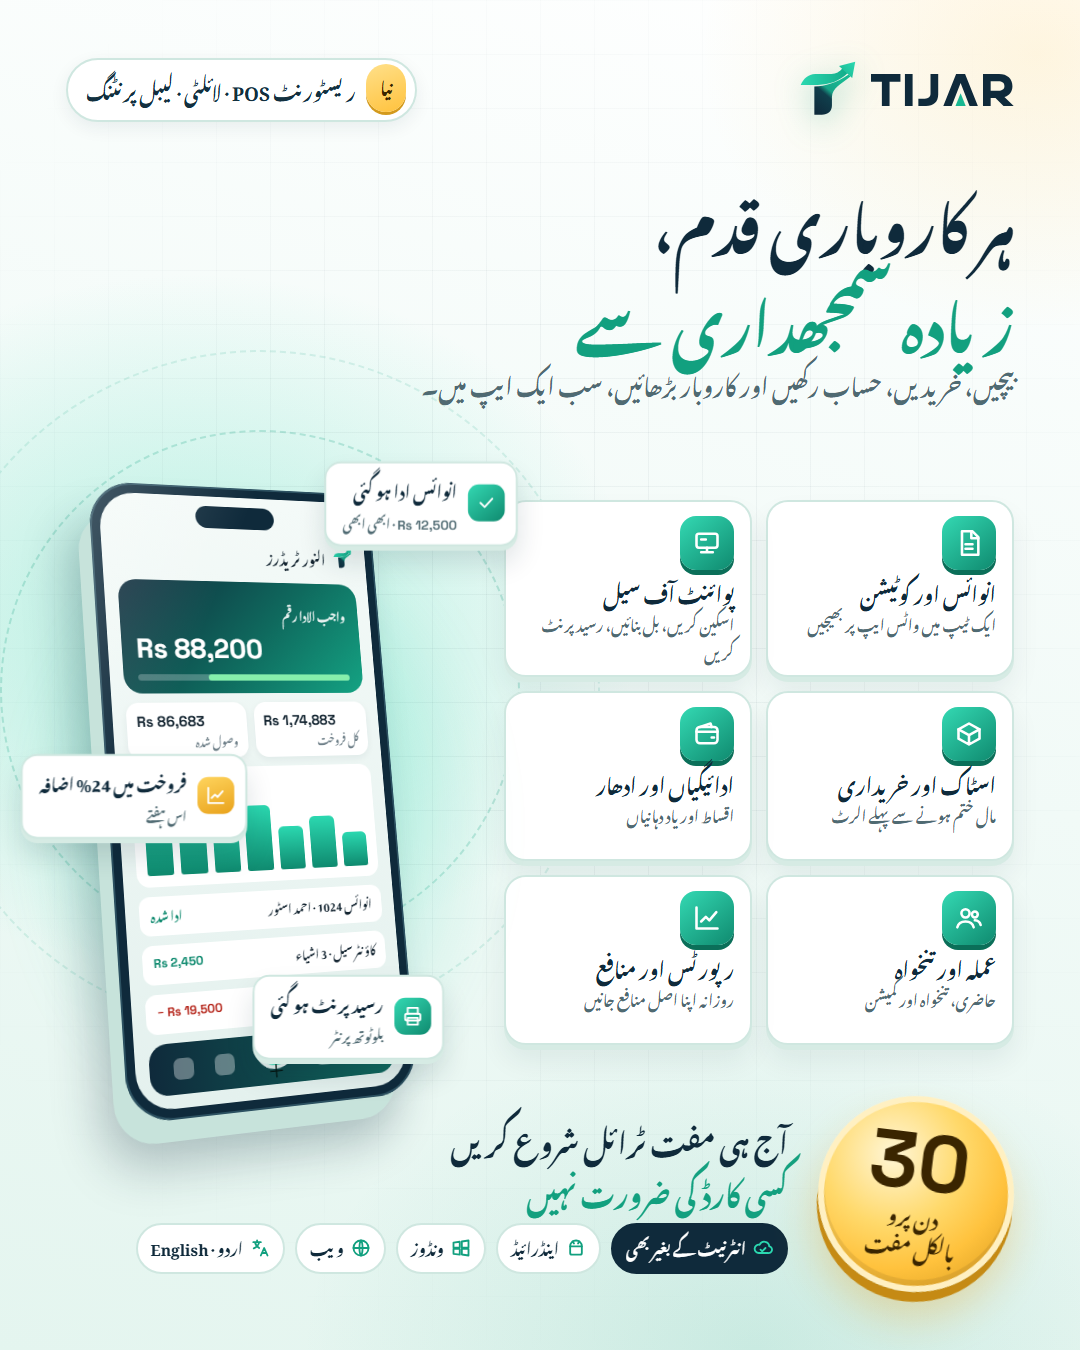 TIJAR
نیا
ریسٹورنٹ POS · لائلٹی · لیبل پرنٹنگ
ہر کاروباری قدم،
زیادہ سمجھداری سے
بیچیں، خریدیں، حساب رکھیں اور کاروبار بڑھائیں، سب ایک ایپ میں۔
انوائس ادا ہو گئی
Rs 12,500 · ابھی ابھی
النور ٹریڈرز
واجب الادا رقم
Rs 88,200
Rs 1,74,883
کل فروخت
Rs 86,683
وصول شدہ
فروخت میں 24% اضافہ
اس ہفتے
انوائس 1024 · احمد اسٹور
ادا شدہ
کاؤنٹر سیل · 3 اشیاء
Rs 2,450
− Rs 19,500
رسید پرنٹ ہو گئی
بلوٹوتھ پرنٹر
انوائس اور کوٹیشن
ایک ٹیپ میں واٹس ایپ پر بھیجیں
پوائنٹ آف سیل
اسکین کریں، بل بنائیں، رسید پرنٹ
کریں
اسٹاک اور خریداری
مال ختم ہونے سے پہلے الرٹ
ادائیگیاں اور ادھار
اقساط اور یاد دہانیاں
عملہ اور تنخواہ
حاضری، تنخواہ اور کمیشن
رپورٹس اور منافع
روزانہ اپنا اصل منافع جانیں
30
دن پرو
بالکل مفت
آج ہی مفت ٹرائل شروع کریں
کسی کارڈ کی ضرورت نہیں
انٹرنیٹ کے بغیر بھی
اینڈرائیڈ
ونڈوز
ویب
اردو · English